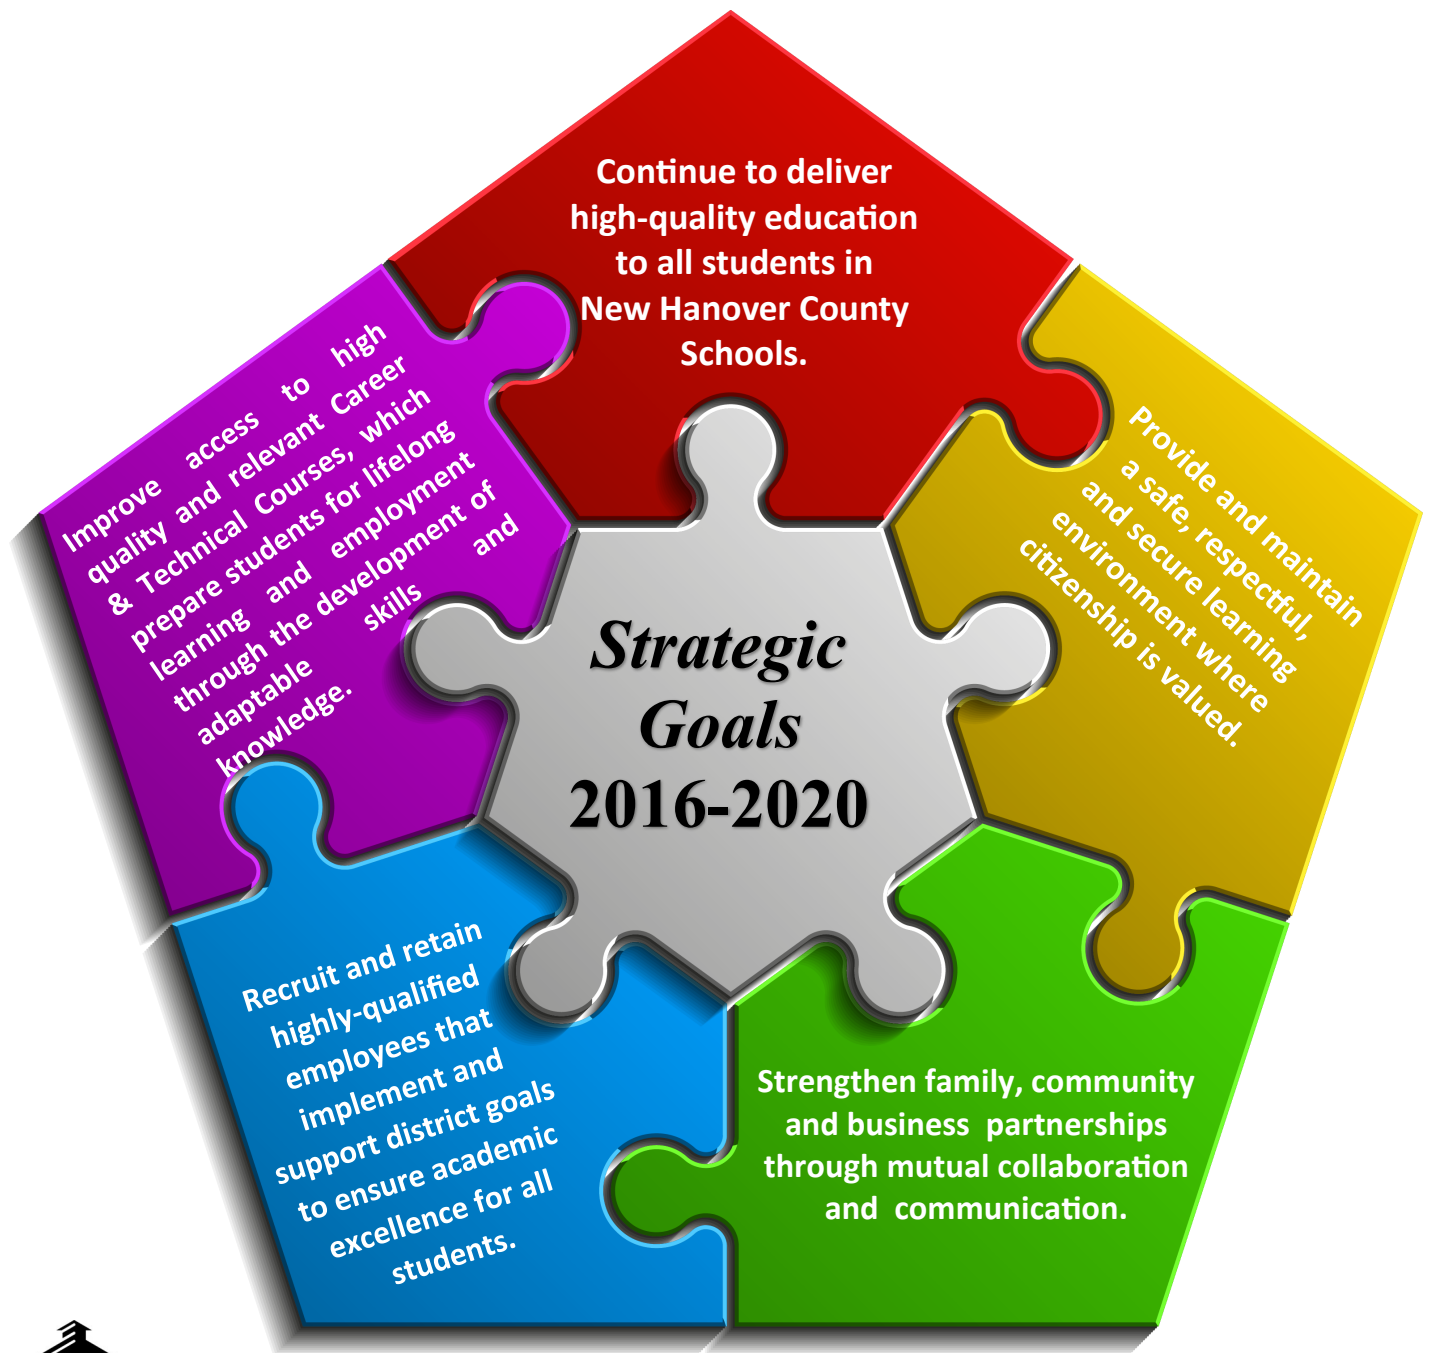 Continue to deliver
high-quality education
to all students in
New Hanover County
Schools.
Provide and maintain
a safe, respectful,
and secure learning
environment where
citizenship is valued.
Strengthen family, community
and business partnerships
through mutual collaboration
and communication.
Recruit and retain
highly-qualified
employees that
implement and
support district goals
to ensure academic
excellence for all
students.
Improve access to high
quality and relevant Career
& Technical Courses, which
prepare students for lifelong
learning and employment
through the development of
adaptable skills and
knowledge.
Strategic
Goals
2016-2020